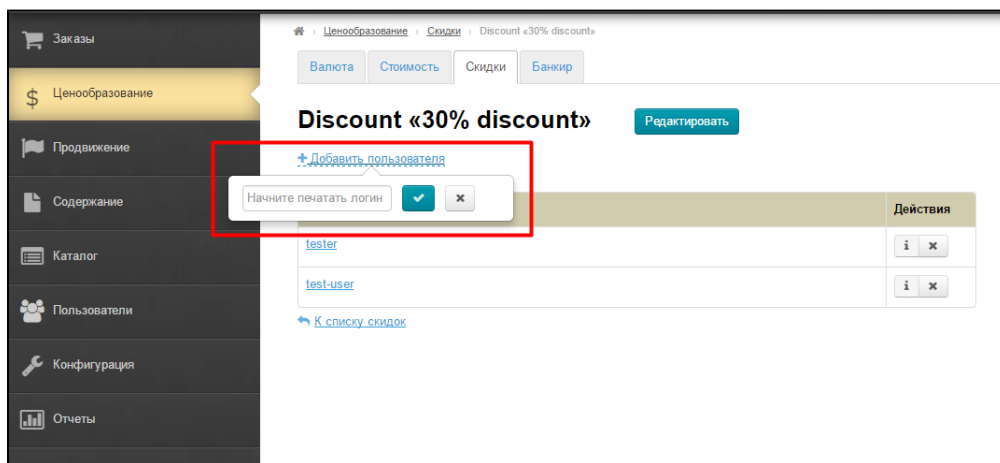 Заказы
Ценообразование
Продвижение
Содержание
Каталог
Пользователи
Конфигурация
Отчеты
Ценообразование › Скидки › Discount «30% discount»
Валюта Стоимость Скидки Банкир
Discount «30% discount» Редактировать
+ Добавить пользователя
Начните печатать логин
Действия
tester
test-user
К списку скидок